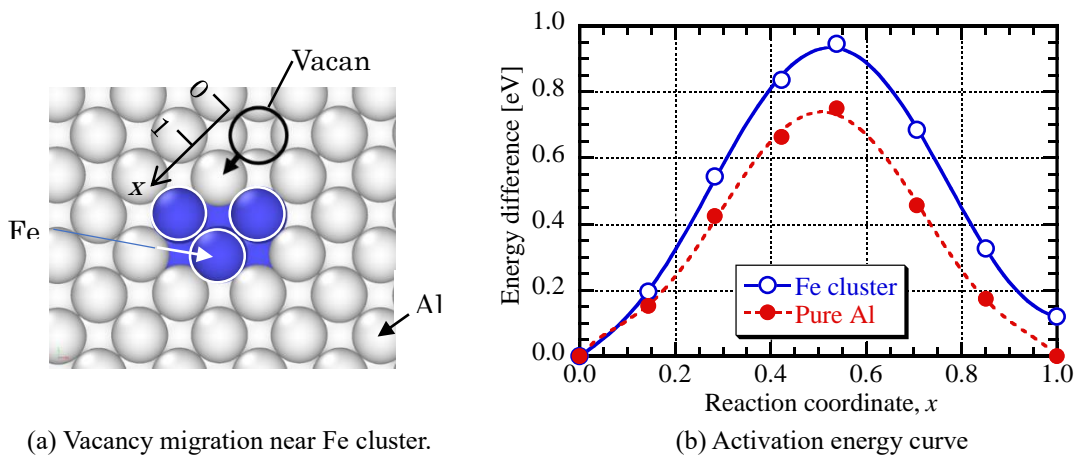 Vacan
0
1
x
Fe
Al
(a) Vacancy migration near Fe cluster.
1.0
0.8
0.6
0.4
0.2
0.0
Energy difference [eV]
Fe cluster
Pure Al
0.0 0.2 0.4 0.6 0.8 1.0
Reaction coordinate, x
(b) Activation energy curve